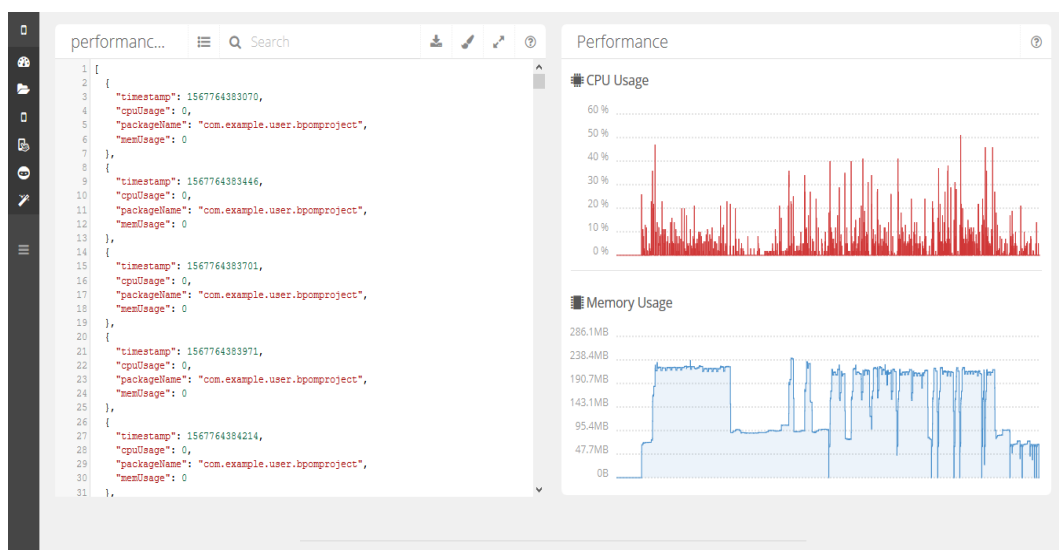 performanc...
Search
1 [
2 {
3 "timestamp": 1567764383070,
4 "cpuUsage": 0,
5 "packageName": "com.example.user.bpomproject",
6 "memUsage": 0
7 },
8 {
9 "timestamp": 1567764383446,
10 "cpuUsage": 0,
11 "packageName": "com.example.user.bpomproject",
12 "memUsage": 0
13 },
14 {
15 "timestamp": 1567764383701,
16 "cpuUsage": 0,
17 "packageName": "com.example.user.bpomproject",
18 "memUsage": 0
19 },
20 {
21 "timestamp": 1567764383971,
22 "cpuUsage": 0,
23 "packageName": "com.example.user.bpomproject",
24 "memUsage": 0
25 },
26 {
27 "timestamp": 1567764384214,
28 "cpuUsage": 0,
29 "packageName": "com.example.user.bpomproject",
30 "memUsage": 0
31 },
Performance
CPU Usage
60 %
50 %
40 %
30 %
20 %
10 %
0 %
Memory Usage
286.1MB
238.4MB
190.7MB
143.1MB
95.4MB
47.7MB
0B